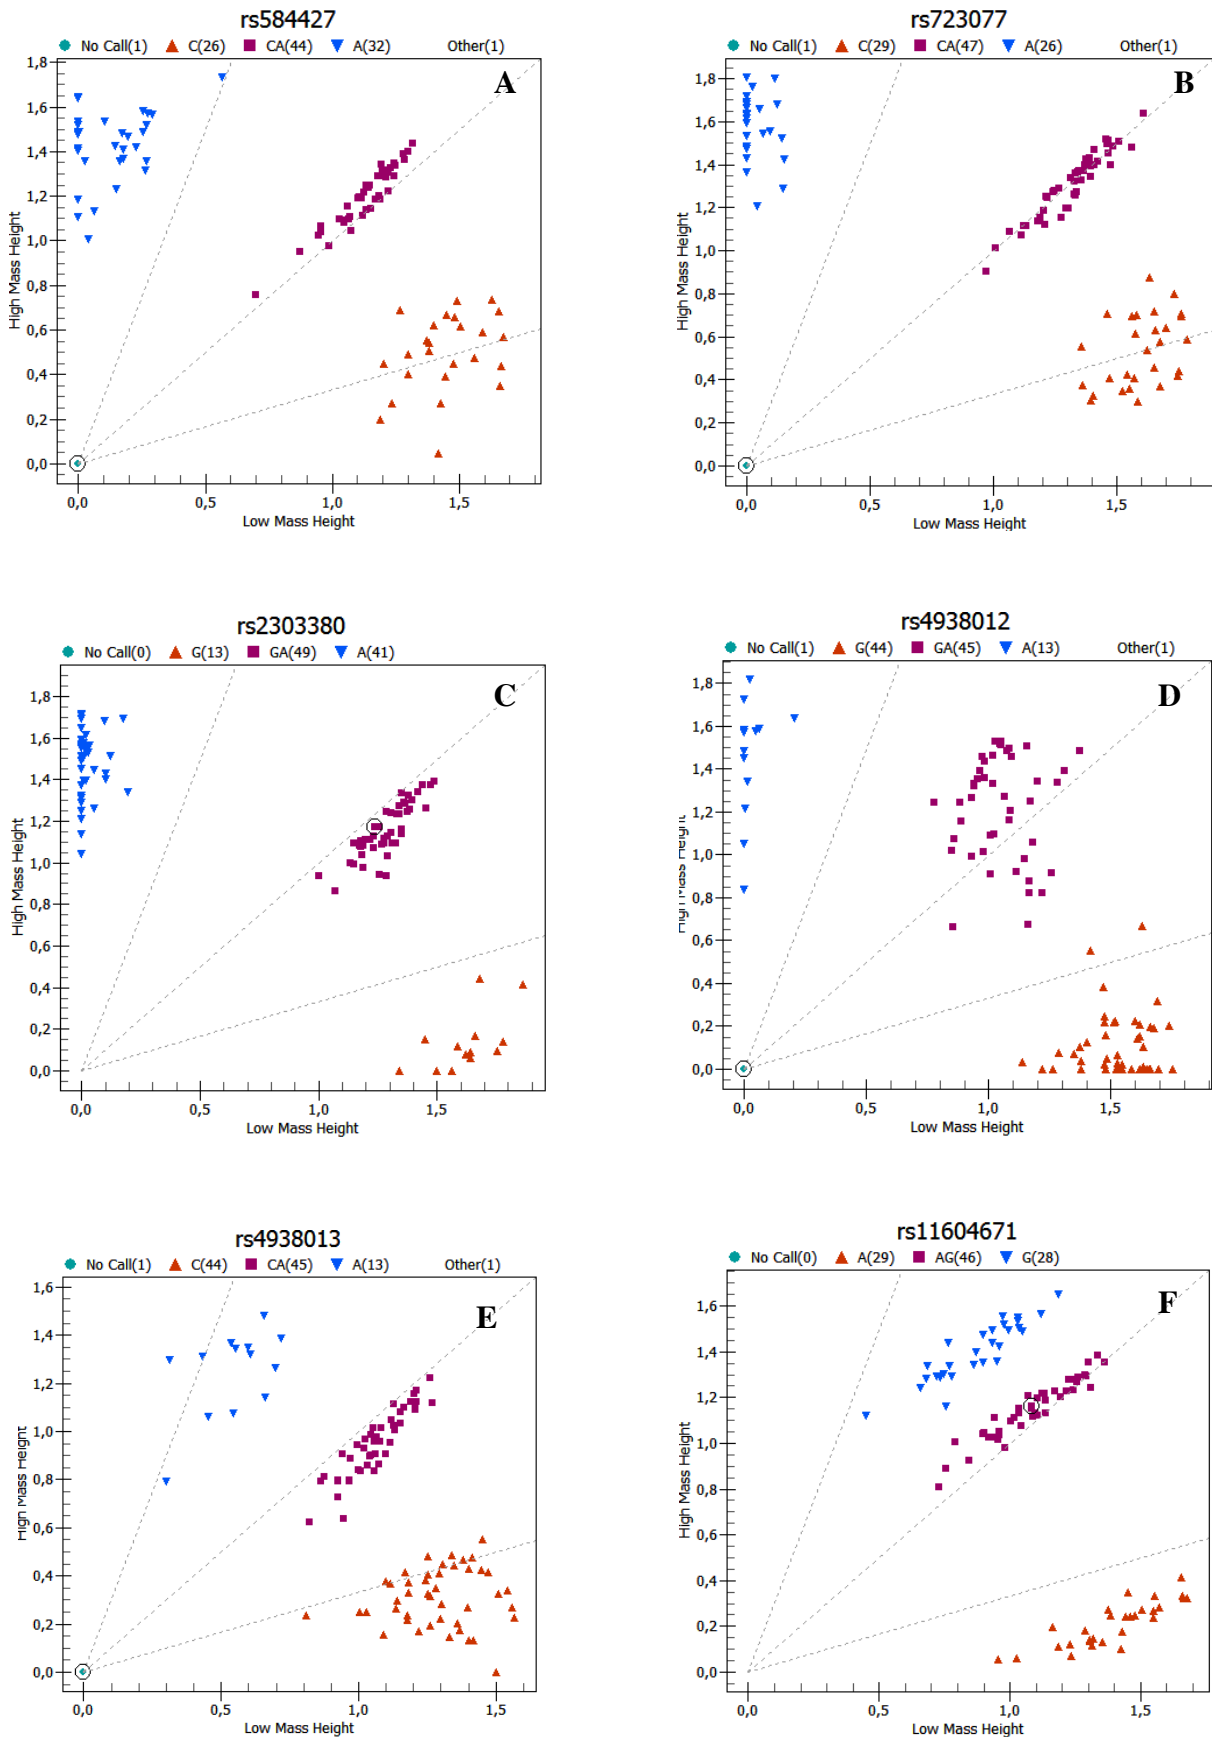 rs584427
No Call(1) C(26) CA(44) A(32) Other(1)
A
1,8
1,6
1,4
1,2
1,0
0,8
0,6
0,4
0,2
0,0
High Mass Height
0,0 0,5 1,0 1,5
Low Mass Height
rs723077
No Call(1) C(29) CA(47) A(26) Other(1)
B
1,8
1,6
1,4
1,2
1,0
0,8
0,6
0,4
0,2
0,0
High Mass Height
0,0 0,5 1,0 1,5
Low Mass Height
rs2303380
No Call(0) G(13) GA(49) A(41)
C
1,8
1,6
1,4
1,2
1,0
0,8
0,6
0,4
0,2
0,0
High Mass Height
0,0 0,5 1,0 1,5
Low Mass Height
rs4938012
No Call(1) G(44) GA(45) A(13) Other(1)
D
1,8
1,6
1,4
1,2
1,0
0,8
0,6
0,4
0,2
0,0
High Mass Height
0,0 0,5 1,0 1,5
Low Mass Height
rs4938013
No Call(1) C(44) CA(45) A(13) Other(1)
E
1,6
1,4
1,2
1,0
0,8
0,6
0,4
0,2
0,0
High Mass Height
0,0 0,5 1,0 1,5
Low Mass Height
rs11604671
No Call(0) A(29) AG(46) G(28)
F
1,6
1,4
1,2
1,0
0,8
0,6
0,4
0,2
0,0
High Mass Height
0,0 0,5 1,0 1,5
Low Mass Height